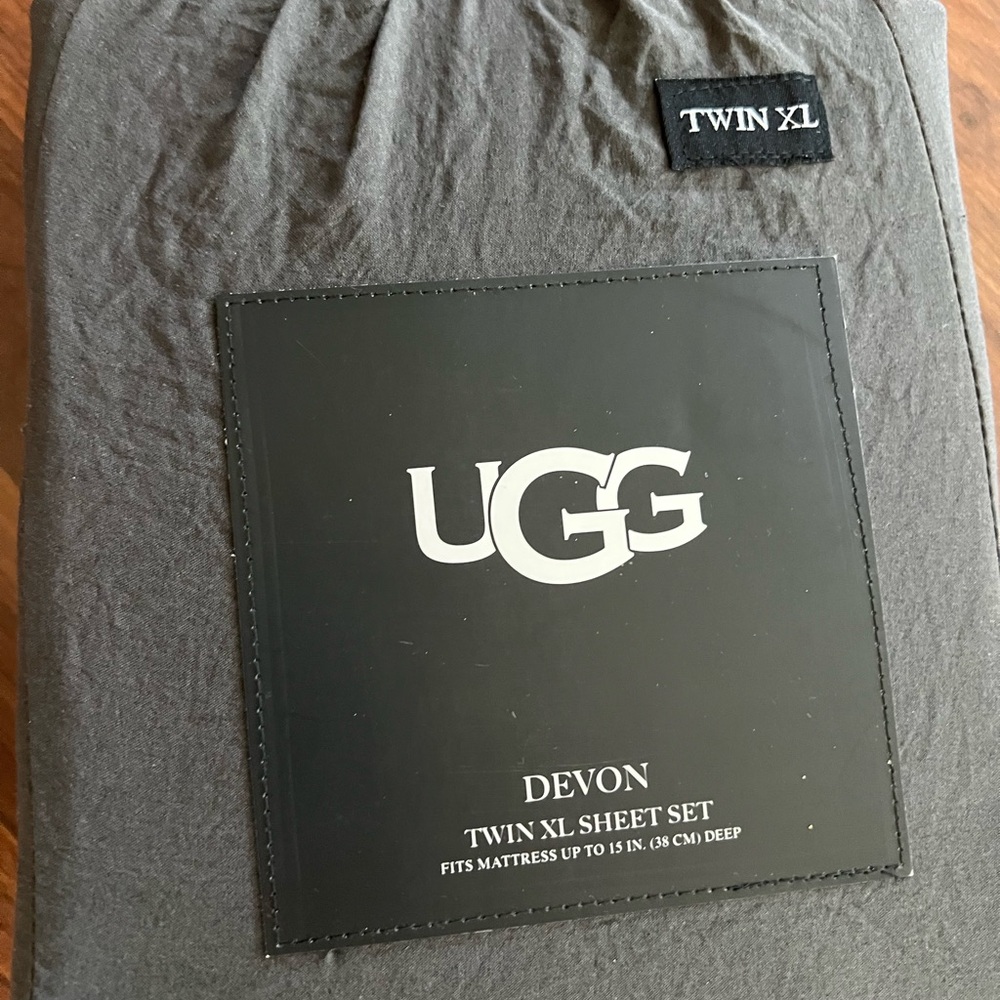 TWIN XL
UGG
DEVON
TWIN XL SHEET SET
FITS MATTRESS UP TO 15 IN. (38 CM) DEEP